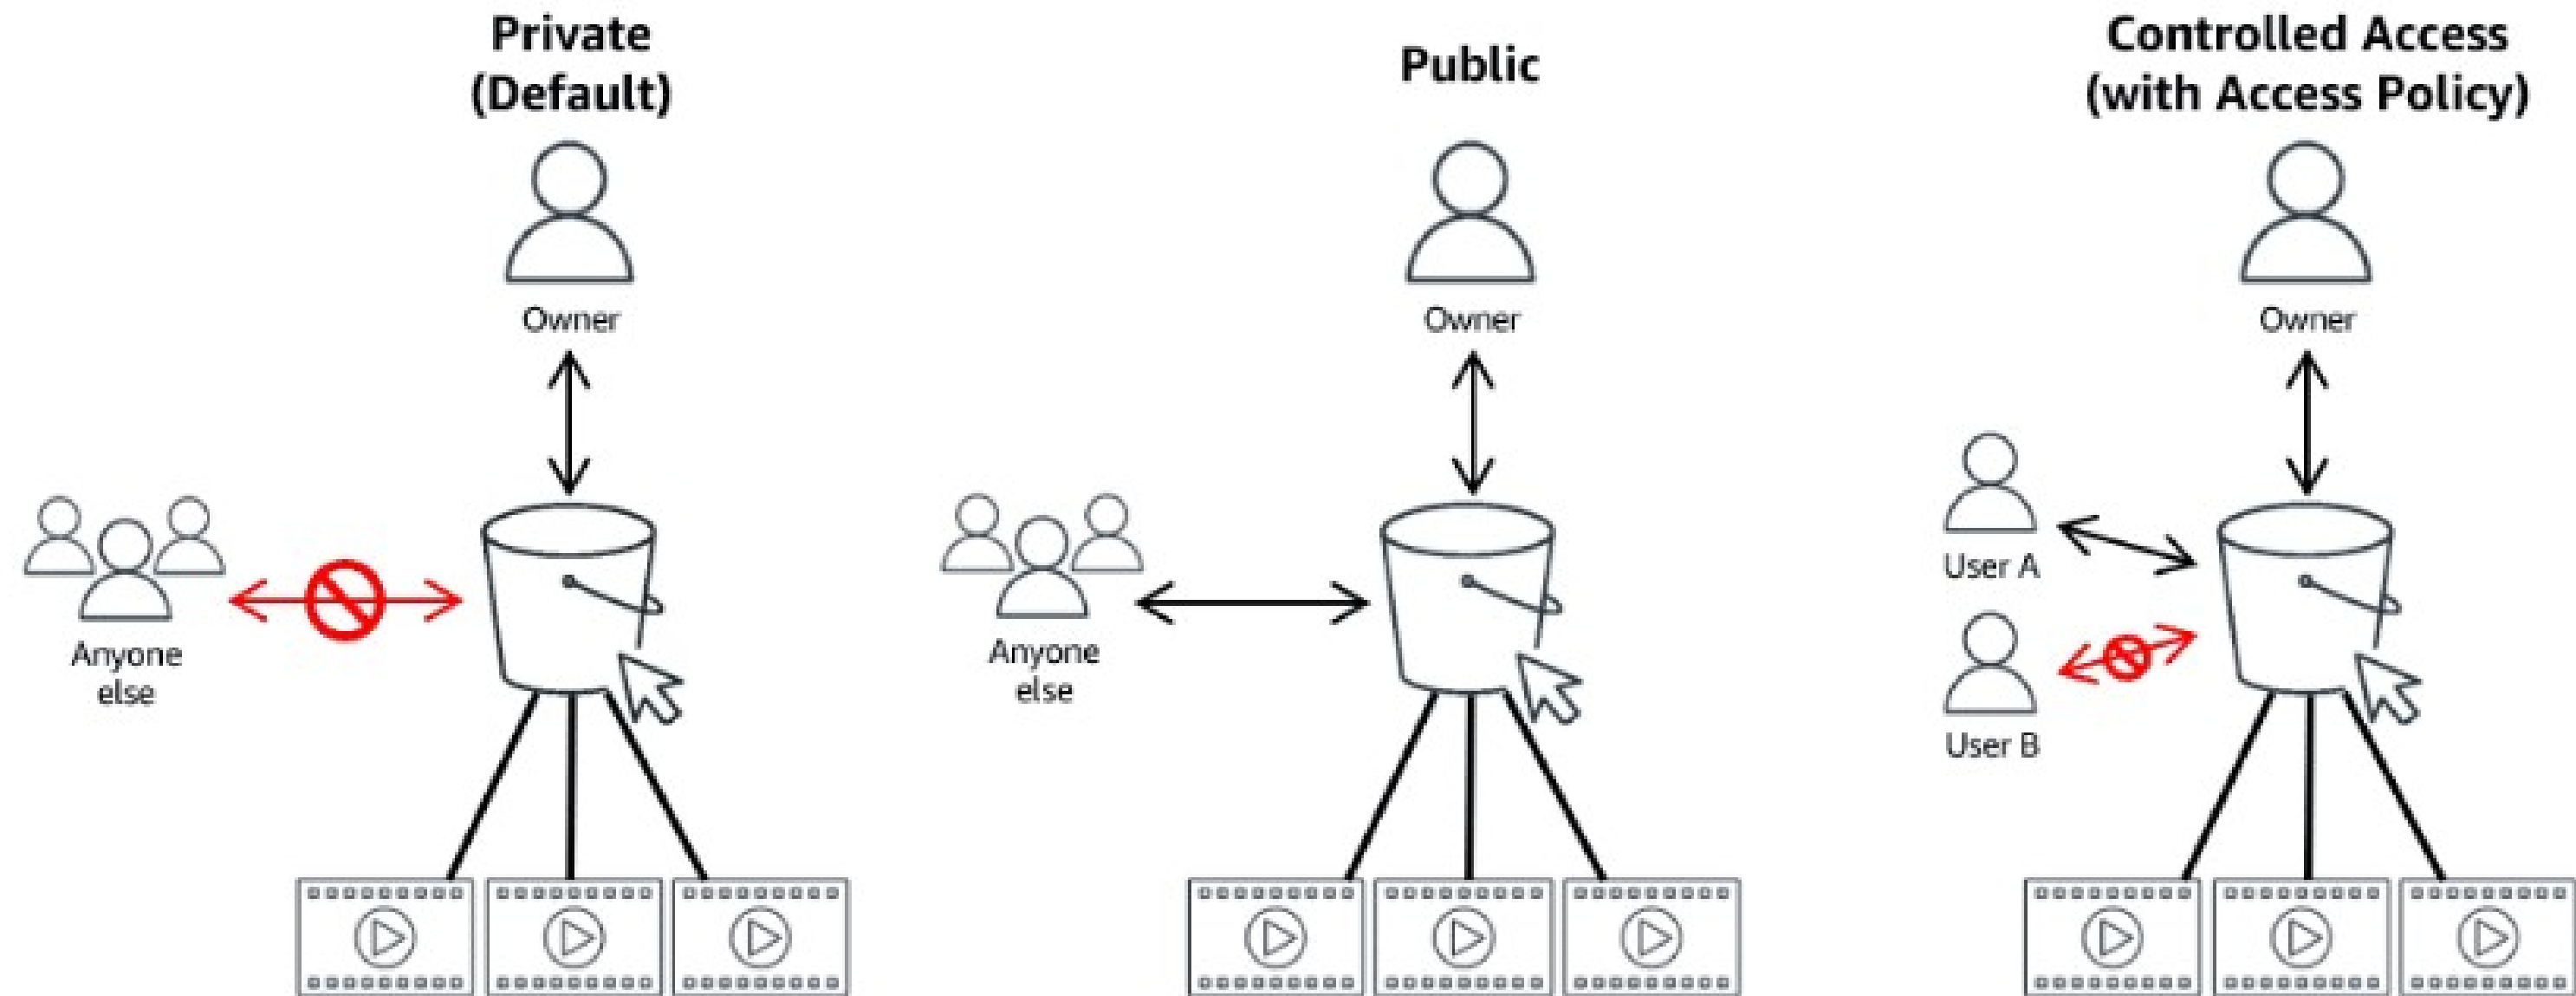 Private
(Default)
Owner
Anyone
else
Public
Owner
Anyone
else
Controlled Access
(with Access Policy)
Owner
User A
User B